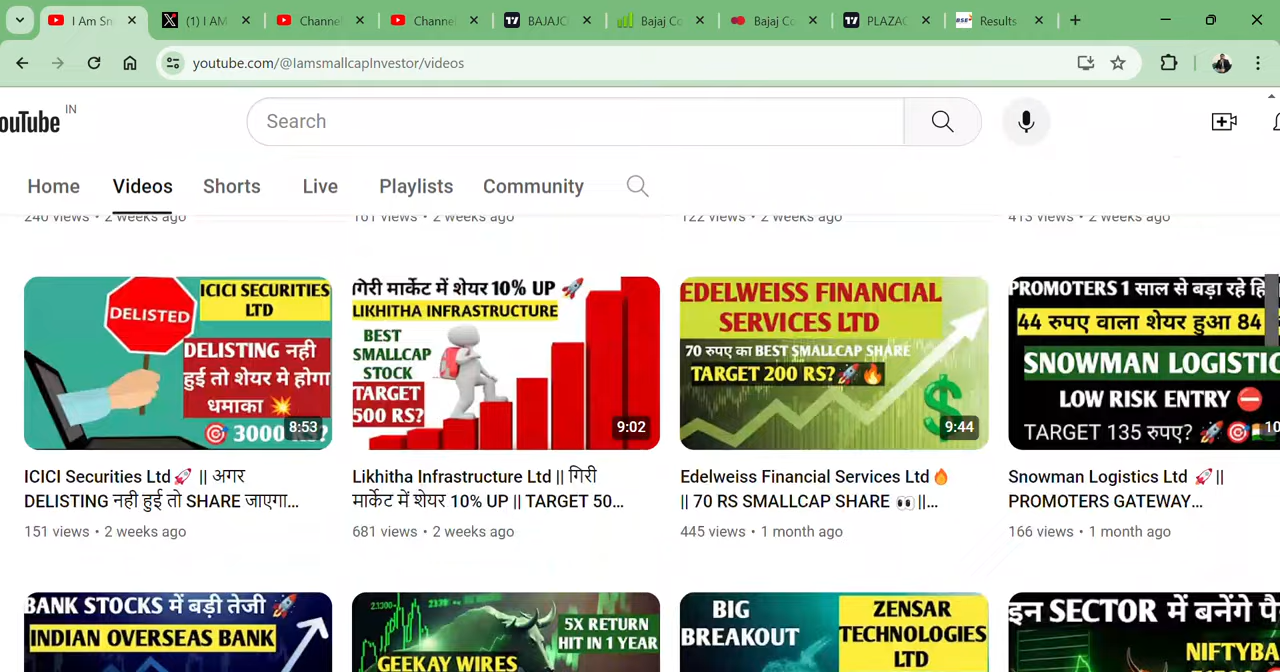 I Am Sn
(1) I AM
Channe
Channe
BAJAJC
Bajaj Co
Bajaj Co
PLAZAC
BSE
Results
youtube.com/@IamsmallcapInvestor/videos
ouTube
IN
Search
Home
Videos
Shorts
Live
Playlists
Community
240 views • 2 weeks ago
161 views • 2 weeks ago
122 views • 2 weeks ago
413 views • 2 weeks ago
DELISTED
ICICI SECURITIES
LTD
DELISTING नही
हुई तो शेयर मे होगा
धमाका 💥
🎯 3000
8:53
ICICI Securities Ltd🚀 || अगर
DELISTING नही हुई तो SHARE जाएगा...
151 views • 2 weeks ago
गिरी मार्केट में शेयर 10% UP 🚀
LIKHITHA INFRASTRUCTURE
BEST
SMALLCAP
STOCK
TARGET
500 RS?
9:02
Likhitha Infrastructure Ltd || गिरी
मार्केट में शेयर 10% UP || TARGET 50...
681 views • 2 weeks ago
EDELWEISS FINANCIAL
SERVICES LTD
70 रुपए का BEST SMALLCAP SHARE
TARGET 200 RS?🚀🔥
9:44
Edelweiss Financial Services Ltd🔥
|| 70 RS SMALLCAP SHARE 👀||...
445 views • 1 month ago
PROMOTERS 1 साल से बड़ा रहे हि
44 रुपए वाला शेयर हुआ 84
SNOWMAN LOGISTIC
LOW RISK ENTRY ⛔
TARGET 135 रुपए? 🚀🎯
10
Snowman Logistics Ltd 🚀||
PROMOTERS GATEWAY...
166 views • 1 month ago
BANK STOCKS में बड़ी तेजी 🚀
INDIAN OVERSEAS BANK
5X RETURN
HIT IN 1 YEAR
GEEKAY WIRES
BIG
BREAKOUT
ZENSAR
TECHNOLOGIES
LTD
इन SECTOR में बनेंगे पै
NIFTYBA